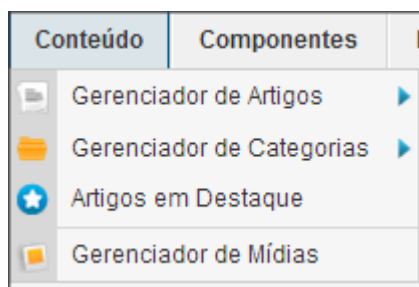 Conteúdo Componentes
Gerenciador de Artigos
Gerenciador de Categorias
Artigos em Destaque
Gerenciador de Mídias